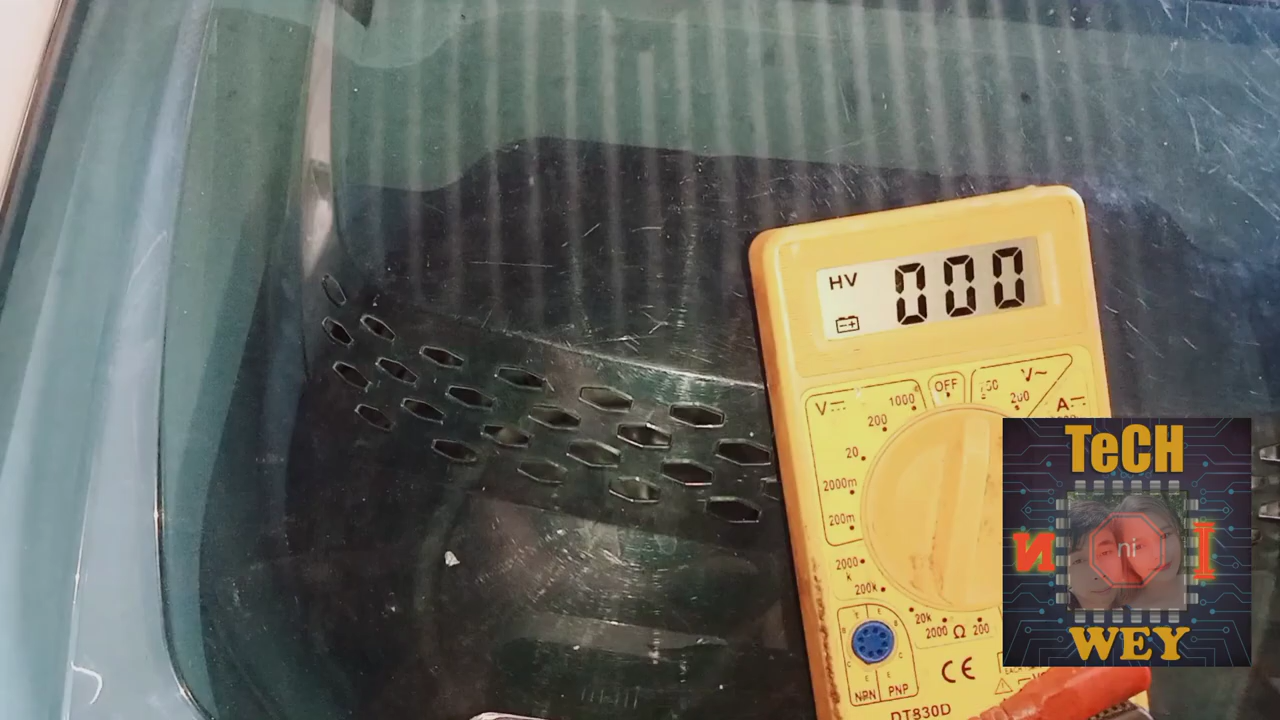 HV 000
OFF
V⎓ 1000
200
20
2000m
200m
2000
k
200k
20k
2000 Ω 200
V~
200
A⎓
E E
B B
C C
E E
NPN PNP
CE
DT830D
TeCH
И ni I
WEY